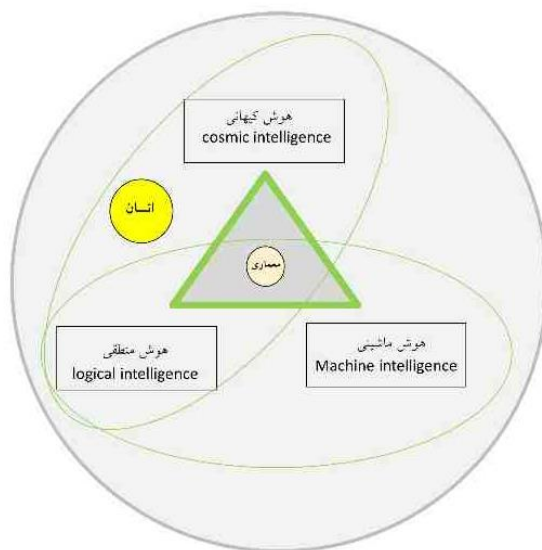 هوش کیهانی
cosmic intelligence
انسان
معماری
هوش منطقی
logical intelligence
هوش ماشینی
Machine intelligence